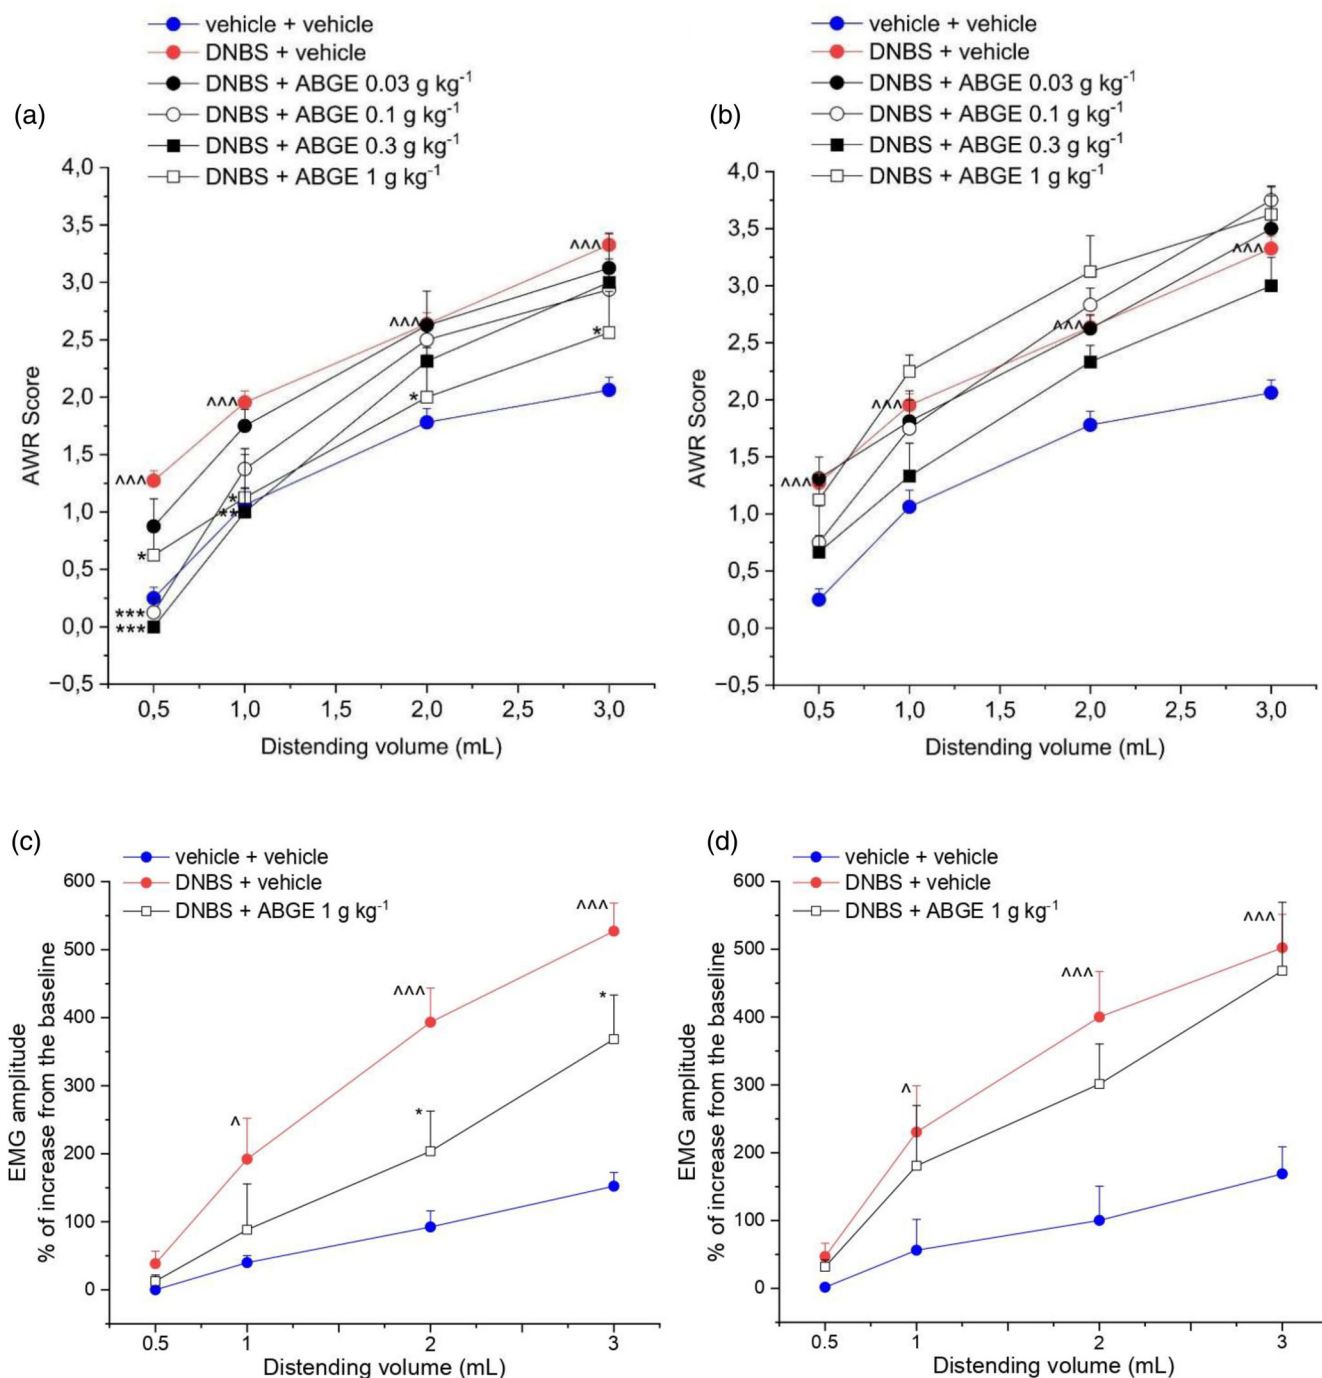 (a)
vehicle + vehicle
DNBS + vehicle
DNBS + ABGE 0.03 g kg⁻¹
DNBS + ABGE 0.1 g kg⁻¹
DNBS + ABGE 0.3 g kg⁻¹
DNBS + ABGE 1 g kg⁻¹
AWR Score
4,0
3,5
3,0
2,5
2,0
1,5
1,0
0,5
0,0
−0,5
^^^
^^^
^^^
^^^
*
*
*
**
*
***
***
0,5 1,0 1,5 2,0 2,5 3,0
Distending volume (mL)
(b)
vehicle + vehicle
DNBS + vehicle
DNBS + ABGE 0.03 g kg⁻¹
DNBS + ABGE 0.1 g kg⁻¹
DNBS + ABGE 0.3 g kg⁻¹
DNBS + ABGE 1 g kg⁻¹
AWR Score
4,0
3,5
3,0
2,5
2,0
1,5
1,0
0,5
0,0
−0,5
^^^
^^^
^^^
^^^
0,5 1,0 1,5 2,0 2,5 3,0
Distending volume (mL)
(c)
vehicle + vehicle
DNBS + vehicle
DNBS + ABGE 1 g kg⁻¹
EMG amplitude
% of increase from the baseline
600
500
400
300
200
100
0
^^^
^^^
^
*
*
0.5 1 2 3
Distending volume (mL)
(d)
vehicle + vehicle
DNBS + vehicle
DNBS + ABGE 1 g kg⁻¹
EMG amplitude
% of increase from the baseline
600
500
400
300
200
100
0
^^^
^^^
^
0.5 1 2 3
Distending volume (mL)